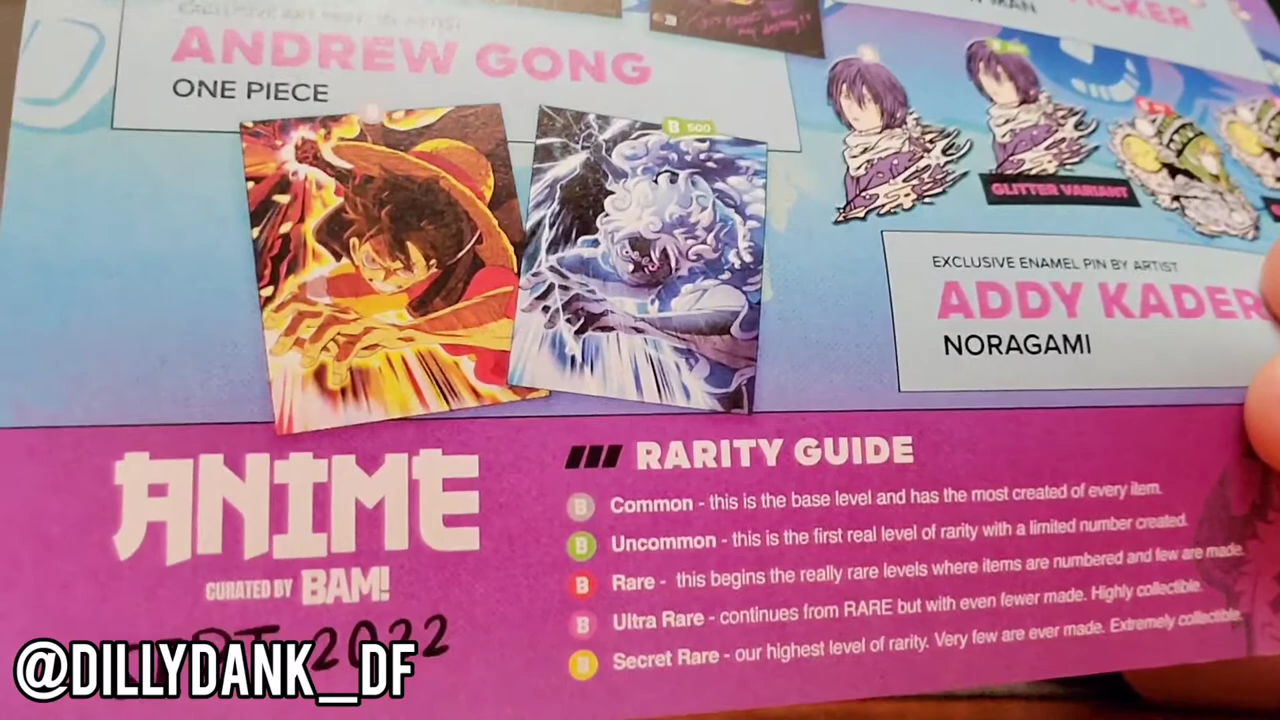 ANDREW GONG
ONE PIECE
B 500
GLITTER VARIANT
EXCLUSIVE ENAMEL PIN BY ARTIST
ADDY KADER
NORAGAMI
ANIME
CURATED BY BAM!
2022
RARITY GUIDE
B Common - this is the base level and has the most created of every item.
B Uncommon - this is the first real level of rarity with a limited number created.
B Rare - this begins the really rare levels where items are numbered and few are made.
B Ultra Rare - continues from RARE but with even fewer made. Highly collectible.
B Secret Rare - our highest level of rarity. Very few are ever made. Extremely collectible.
@DILLYDANK_DF